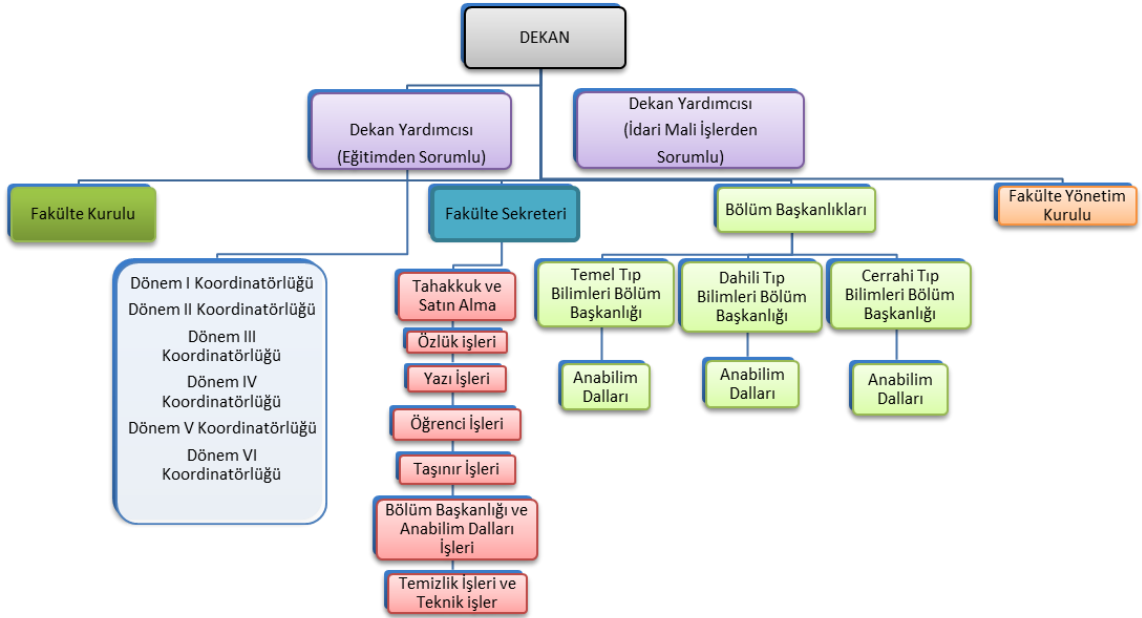 DEKAN
Dekan Yardımcısı
(Eğitimden Sorumlu)
Dekan Yardımcısı
(İdari Mali İşlerden
Sorumlu)
Fakülte Kurulu
Fakülte Sekreteri
Bölüm Başkanlıkları
Fakülte Yönetim
Kurulu
Dönem I Koordinatörlüğü
Dönem II Koordinatörlüğü
Dönem III
Koordinatörlüğü
Dönem IV
Koordinatörlüğü
Dönem V Koordinatörlüğü
Dönem VI
Koordinatörlüğü
Tahakkuk ve
Satın Alma
Özlük işleri
Yazı İşleri
Öğrenci İşleri
Taşınır İşleri
Bölüm Başkanlığı ve
Anabilim Dalları
İşleri
Temizlik İşleri ve
Teknik işler
Temel Tıp
Bilimleri Bölüm
Başkanlığı
Anabilim
Dalları
Dahili Tıp
Bilimleri Bölüm
Başkanlığı
Anabilim
Dalları
Cerrahi Tıp
Bilimleri Bölüm
Başkanlığı
Anabilim
Dalları